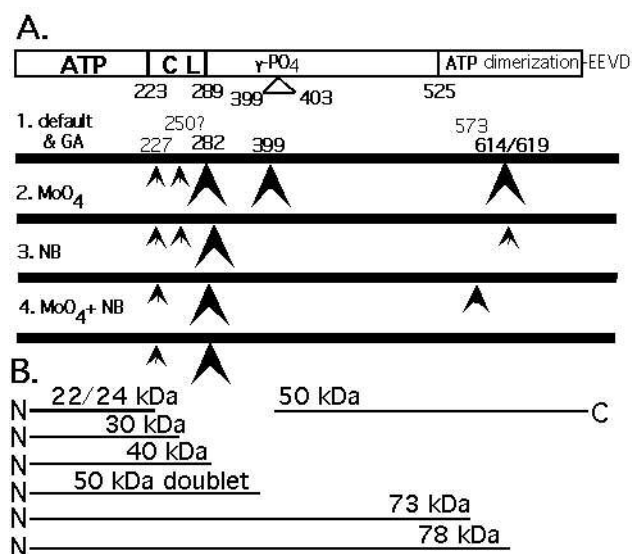 A.
ATP C L γ-PO4 ATP dimerization-EEVD
223 289 399 403 525
1. default & GA
250? 573
227 282 399 614/619
2. MoO4
3. NB
4. MoO4+ NB
B.
22/24 kDa 50 kDa
N C
30 kDa
N
40 kDa
N
50 kDa doublet
N
73 kDa
N
78 kDa
N